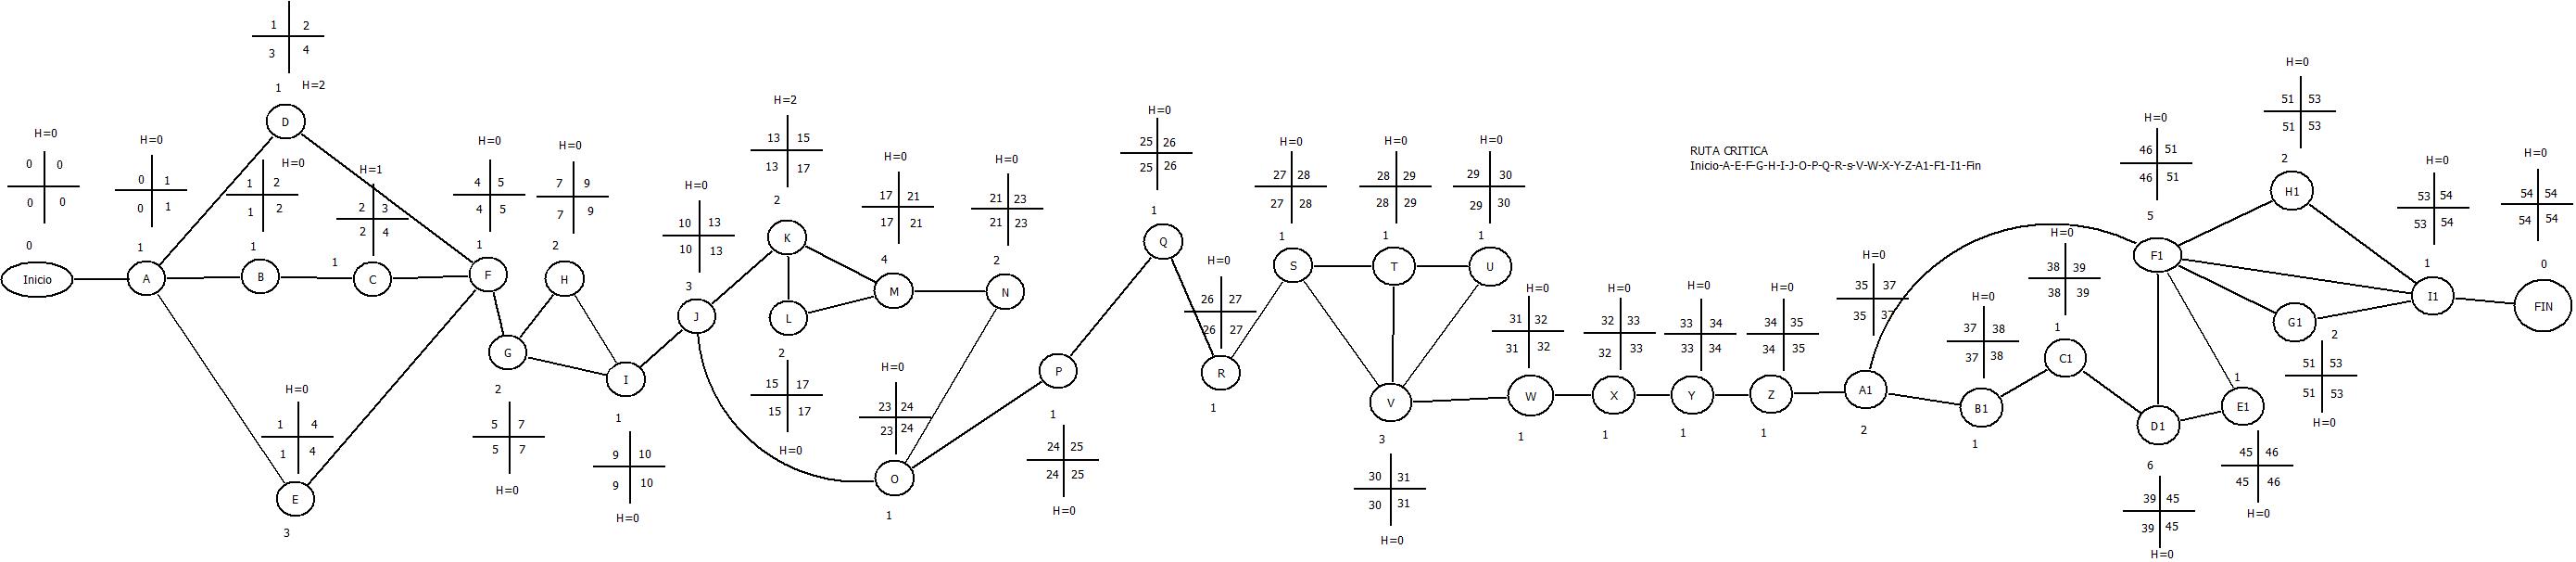 H=0
0 0
0 0
0
Inicio
H=0
0 1
0 1
1
A
1 2
3 4
1 H=2
D
H=0
1 2
1 2
1
B
H=1
2 3
2 4
1
C
H=0
1 4
1 4
E
3
H=0
4 5
4 5
1
F
G
2
5 7
5 7
H=0
H=0
7 9
7 9
2
H
I
1
9 10
9 10
H=0
H=0
10 13
10 13
3
J
H=2
13 15
13 17
2
K
L
2
15 17
15 17
H=0
H=0
17 21
17 21
4
M
H=0
21 23
21 23
2
N
H=0
23 24
23 24
O
1
P
1
24 25
24 25
H=0
H=0
25 26
25 26
1
Q
H=0
26 27
26 27
R
1
H=0
27 28
27 28
1
S
H=0
28 29
28 29
1
T
H=0
29 30
29 30
1
U
V
3
30 31
30 31
H=0
RUTA CRITICA
Inicio-A-E-F-G-H-I-J-O-P-Q-R-s-V-W-X-Y-Z-A1-F1-I1-Fin
H=0
31 32
31 32
W
1
H=0
32 33
32 33
X
1
H=0
33 34
33 34
Y
1
H=0
34 35
34 35
Z
1
H=0
35 37
35 37
A1
2
H=0
37 38
37 38
B1
1
H=0
38 39
38 39
1
C1
D1
6
39 45
39 45
H=0
H=0
46 51
46 51
5
F1
1
E1
45 46
45 46
H=0
H=0
51 53
51 53
2
H1
G1
2
51 53
51 53
H=0
H=0
53 54
53 54
1
I1
H=0
54 54
54 54
0
FIN